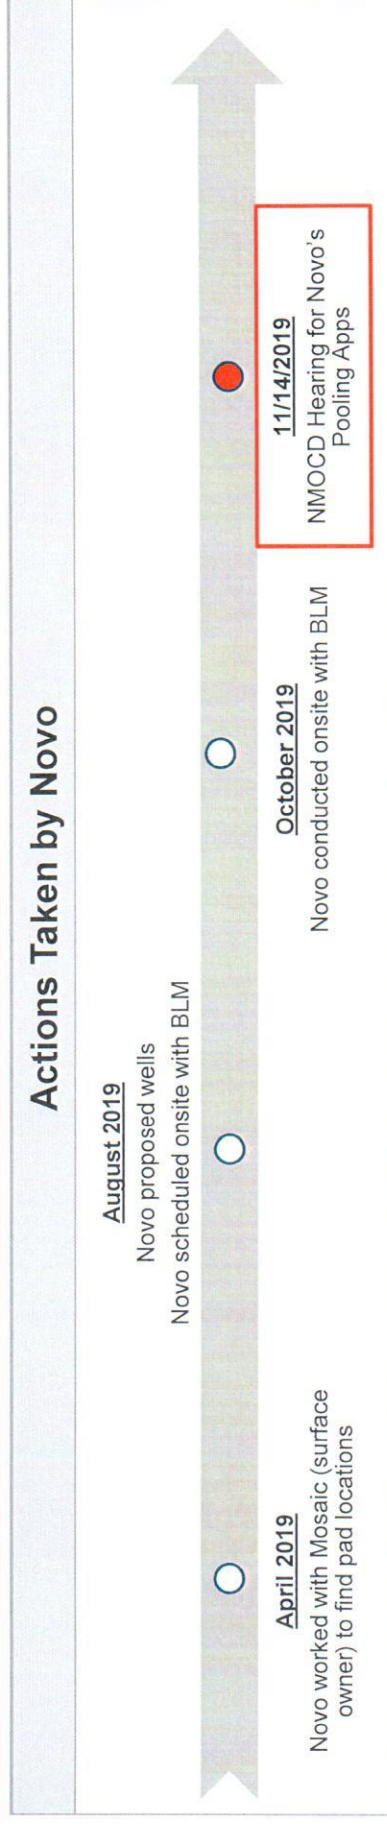 Actions Taken by Novo
April 2019
Novo worked with Mosaic (surface
owner) to find pad locations
August 2019
Novo proposed wells
Novo scheduled onsite with BLM
October 2019
Novo conducted onsite with BLM
11/14/2019
NMOCD Hearing for Novo's
Pooling Apps